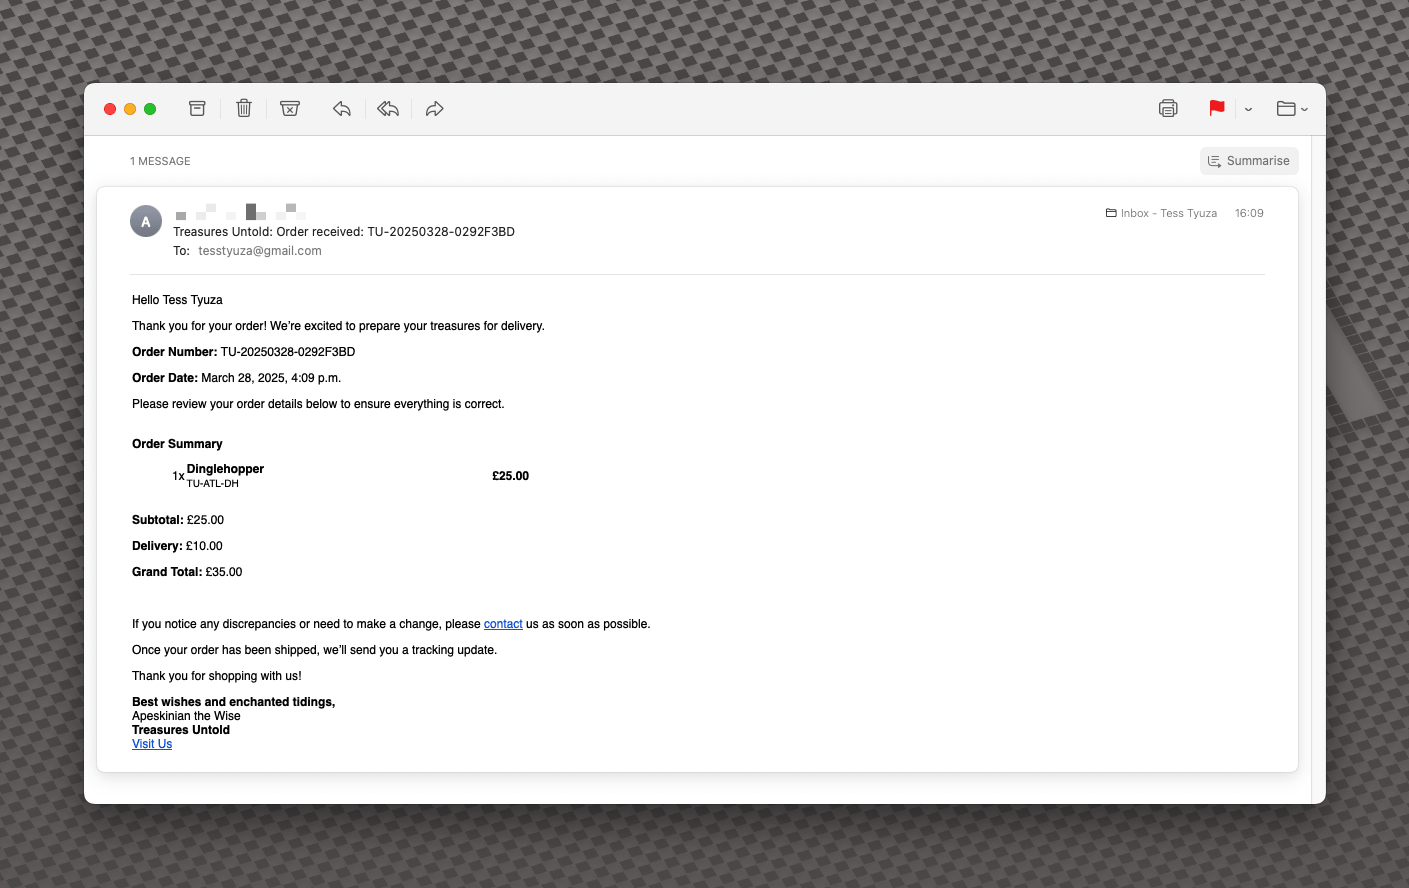 1 MESSAGE
Summarise
A
Inbox - Tess Tyuza 16:09
Treasures Untold: Order received: TU-20250328-0292F3BD
To: tesstyuza@gmail.com
Hello Tess Tyuza
Thank you for your order! We're excited to prepare your treasures for delivery.
Order Number: TU-20250328-0292F3BD
Order Date: March 28, 2025, 4:09 p.m.
Please review your order details below to ensure everything is correct.
Order Summary
1x Dinglehopper £25.00
TU-ATL-DH
Subtotal: £25.00
Delivery: £10.00
Grand Total: £35.00
If you notice any discrepancies or need to make a change, please contact us as soon as possible.
Once your order has been shipped, we'll send you a tracking update.
Thank you for shopping with us!
Best wishes and enchanted tidings,
Apeskinian the Wise
Treasures Untold
Visit Us